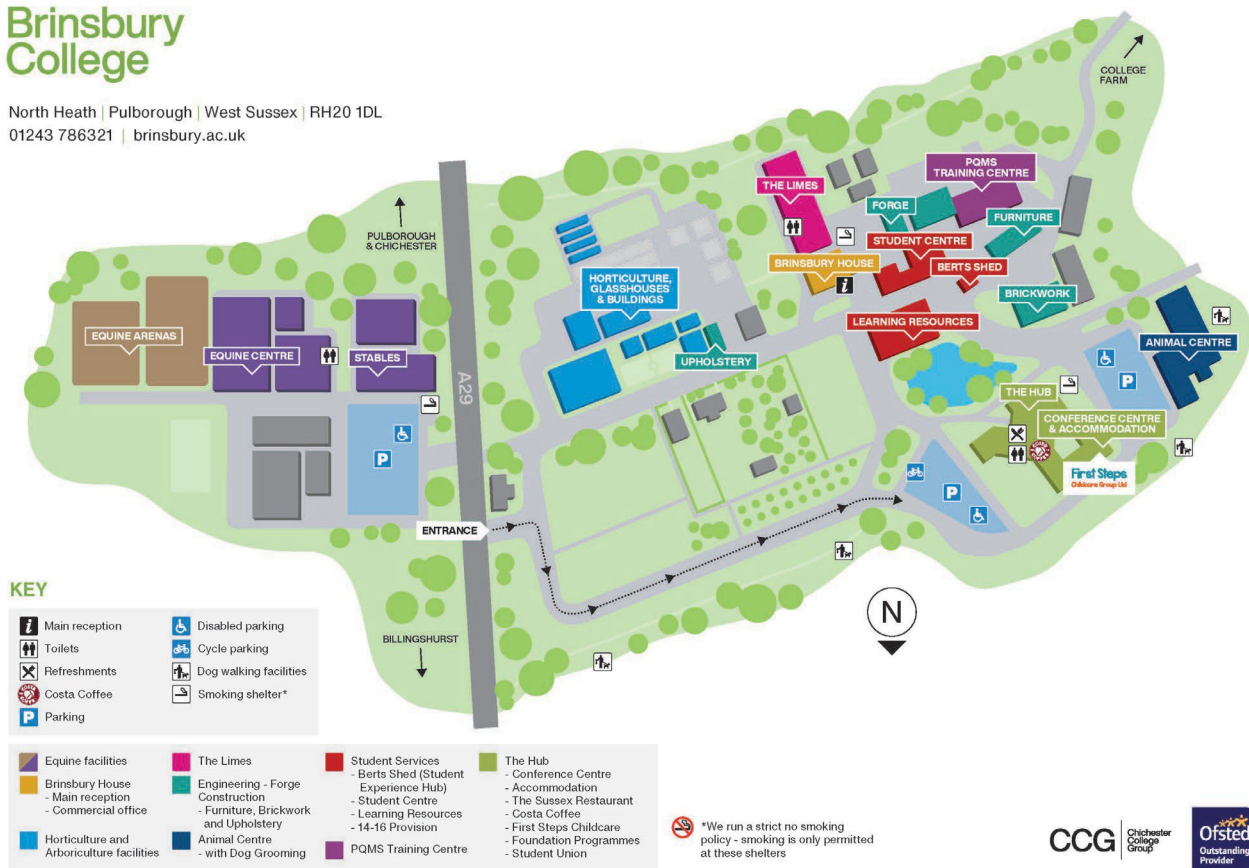 Brinsbury
College
North Heath | Pulborough | West Sussex | RH20 1DL
01243 786321 | brinsbury.ac.uk
COLLEGE
FARM
PULBOROUGH
& CHICHESTER
THE LIMES
PQMS
TRAINING CENTRE
FORGE
FURNITURE
STUDENT CENTRE
BRINSBURY HOUSE
i
BERTS SHED
HORTICULTURE,
GLASSHOUSES
& BUILDINGS
BRICKWORK
LEARNING RESOURCES
EQUINE ARENAS
EQUINE CENTRE
STABLES
UPHOLSTERY
ANIMAL CENTRE
A29
P
THE HUB
CONFERENCE CENTRE
& ACCOMMODATION
P
First Steps
Childcare Group Ltd
P
ENTRANCE
N
BILLINGSHURST
KEY
i Main reception
Toilets
Refreshments
Costa Coffee
P Parking
Disabled parking
Cycle parking
Dog walking facilities
Smoking shelter*
Equine facilities
Brinsbury House
- Main reception
- Commercial office
Horticulture and
Arboriculture facilities
The Limes
Engineering - Forge
Construction
- Furniture, Brickwork
and Upholstery
Animal Centre
- with Dog Grooming
Student Services
- Berts Shed (Student
Experience Hub)
- Student Centre
- Learning Resources
- 14-16 Provision
PQMS Training Centre
The Hub
- Conference Centre
- Accommodation
- The Sussex Restaurant
- Costa Coffee
- First Steps Childcare
- Foundation Programmes
- Student Union
*We run a strict no smoking
policy - smoking is only permitted
at these shelters
CCG
Chichester
College
Group
Ofsted
Outstanding
Provider